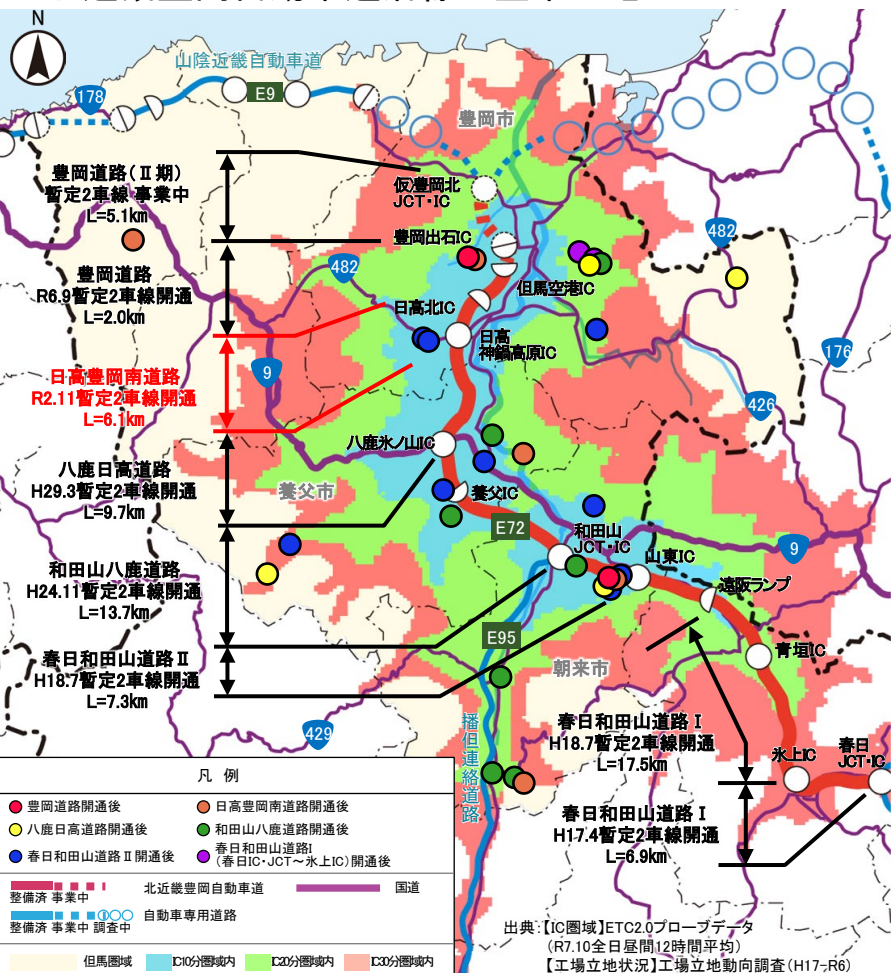 N
山陰近畿自動車道
E9
178
豊岡市
豊岡道路(Ⅱ期)
暫定2車線 事業中
L=5.1km
仮)豊岡北
JCT・IC
豊岡出石IC
482
482
豊岡道路
R6.9暫定2車線開通
L=2.0km
但馬空港IC
日高北IC
日高
神鍋高原IC
176
9
日高豊岡南道路
R2.11暫定2車線開通
L=6.1km
426
八鹿氷ノ山IC
八鹿日高道路
H29.3暫定2車線開通
L=9.7km
養父市
養父IC
E72
和田山
JCT・IC
9
山東IC
和田山八鹿道路
H24.11暫定2車線開通
L=13.7km
遠阪ランプ
E95
青垣IC
朝来市
春日和田山道路Ⅱ
H18.7暫定2車線開通
L=7.3km
429
播但連絡道路
春日和田山道路Ⅰ
H18.7暫定2車線開通
L=17.5km
氷上IC
春日
JCT・IC
春日和田山道路Ⅰ
H17.4暫定2車線開通
L=6.9km
凡 例
豊岡道路開通後
日高豊岡南道路開通後
八鹿日高道路開通後
和田山八鹿道路開通後
春日和田山道路Ⅱ開通後
春日和田山道路Ⅰ
(春日IC・JCT~氷上IC)開通後
整備済 事業中
北近畿豊岡自動車道
国道
整備済 事業中 調査中
自動車専用道路
但馬圏域
IC10分圏域内
IC20分圏域内
IC30分圏域内
出典:【IC圏域】ETC2.0プローブデータ
(R7.10全日昼間12時間平均)
【工場立地状況】工場立地動向調査(H17-R6)